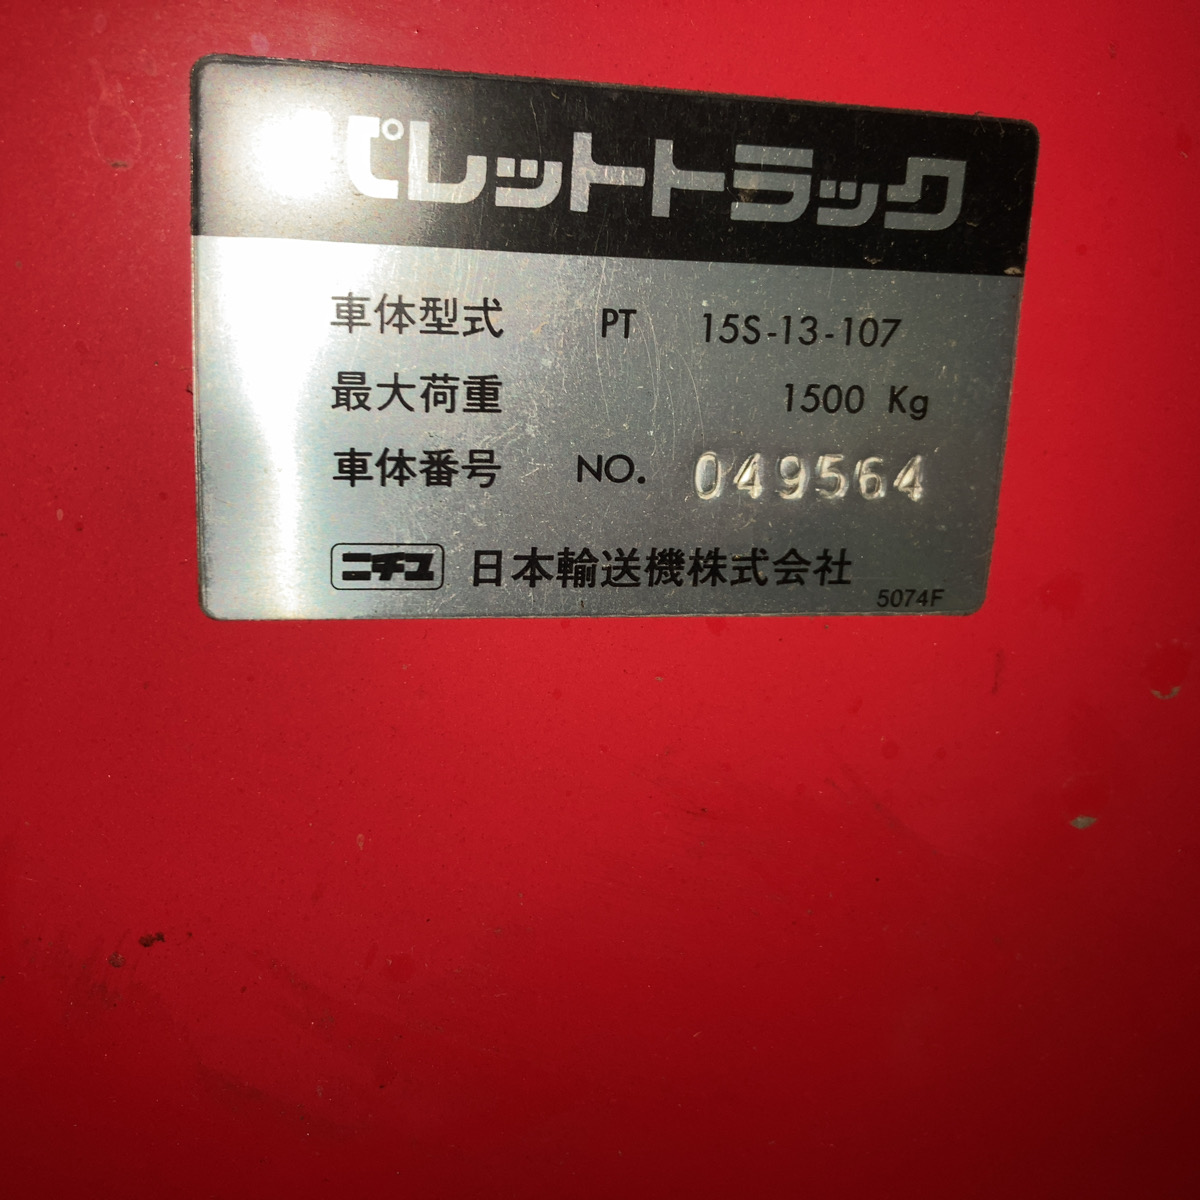 パレットトラック
車体型式 PT 15S-13-107
最大荷重 1500 Kg
車体番号 NO. 049564
ニチユ 日本輸送機株式会社
5074F